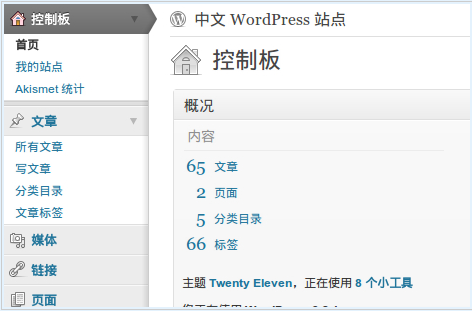 控制板
首页
我的站点
Akismet 统计
文章
所有文章
写文章
分类目录
文章标签
媒体
链接
页面
中文 WordPress 站点
控制板
概况
内容
65 文章
2 页面
5 分类目录
66 标签
主题 Twenty Eleven，正在使用 8 个小工具